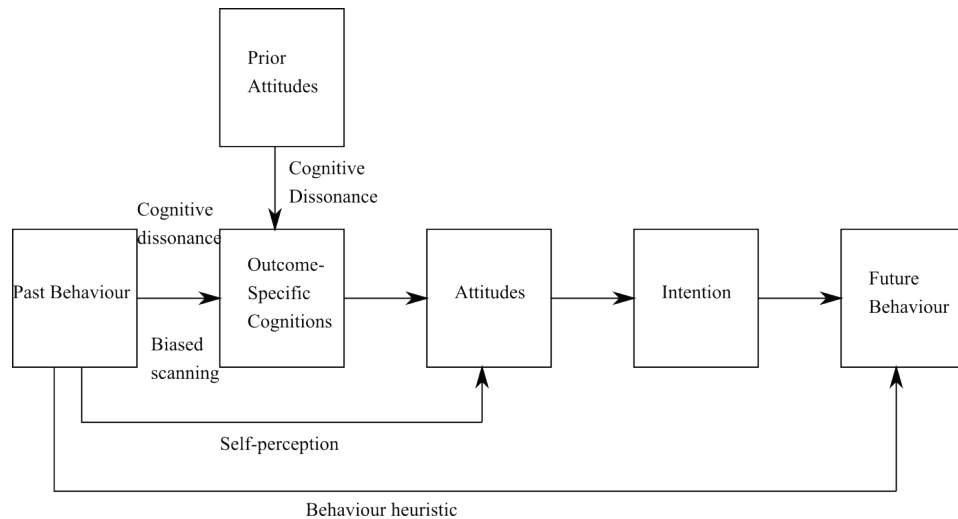 Prior
Attitudes
Cognitive
Dissonance
Cognitive
dissonance
Past Behaviour
Outcome-
Specific
Cognitions
Attitudes
Intention
Future
Behaviour
Biased
scanning
Self-perception
Behaviour heuristic